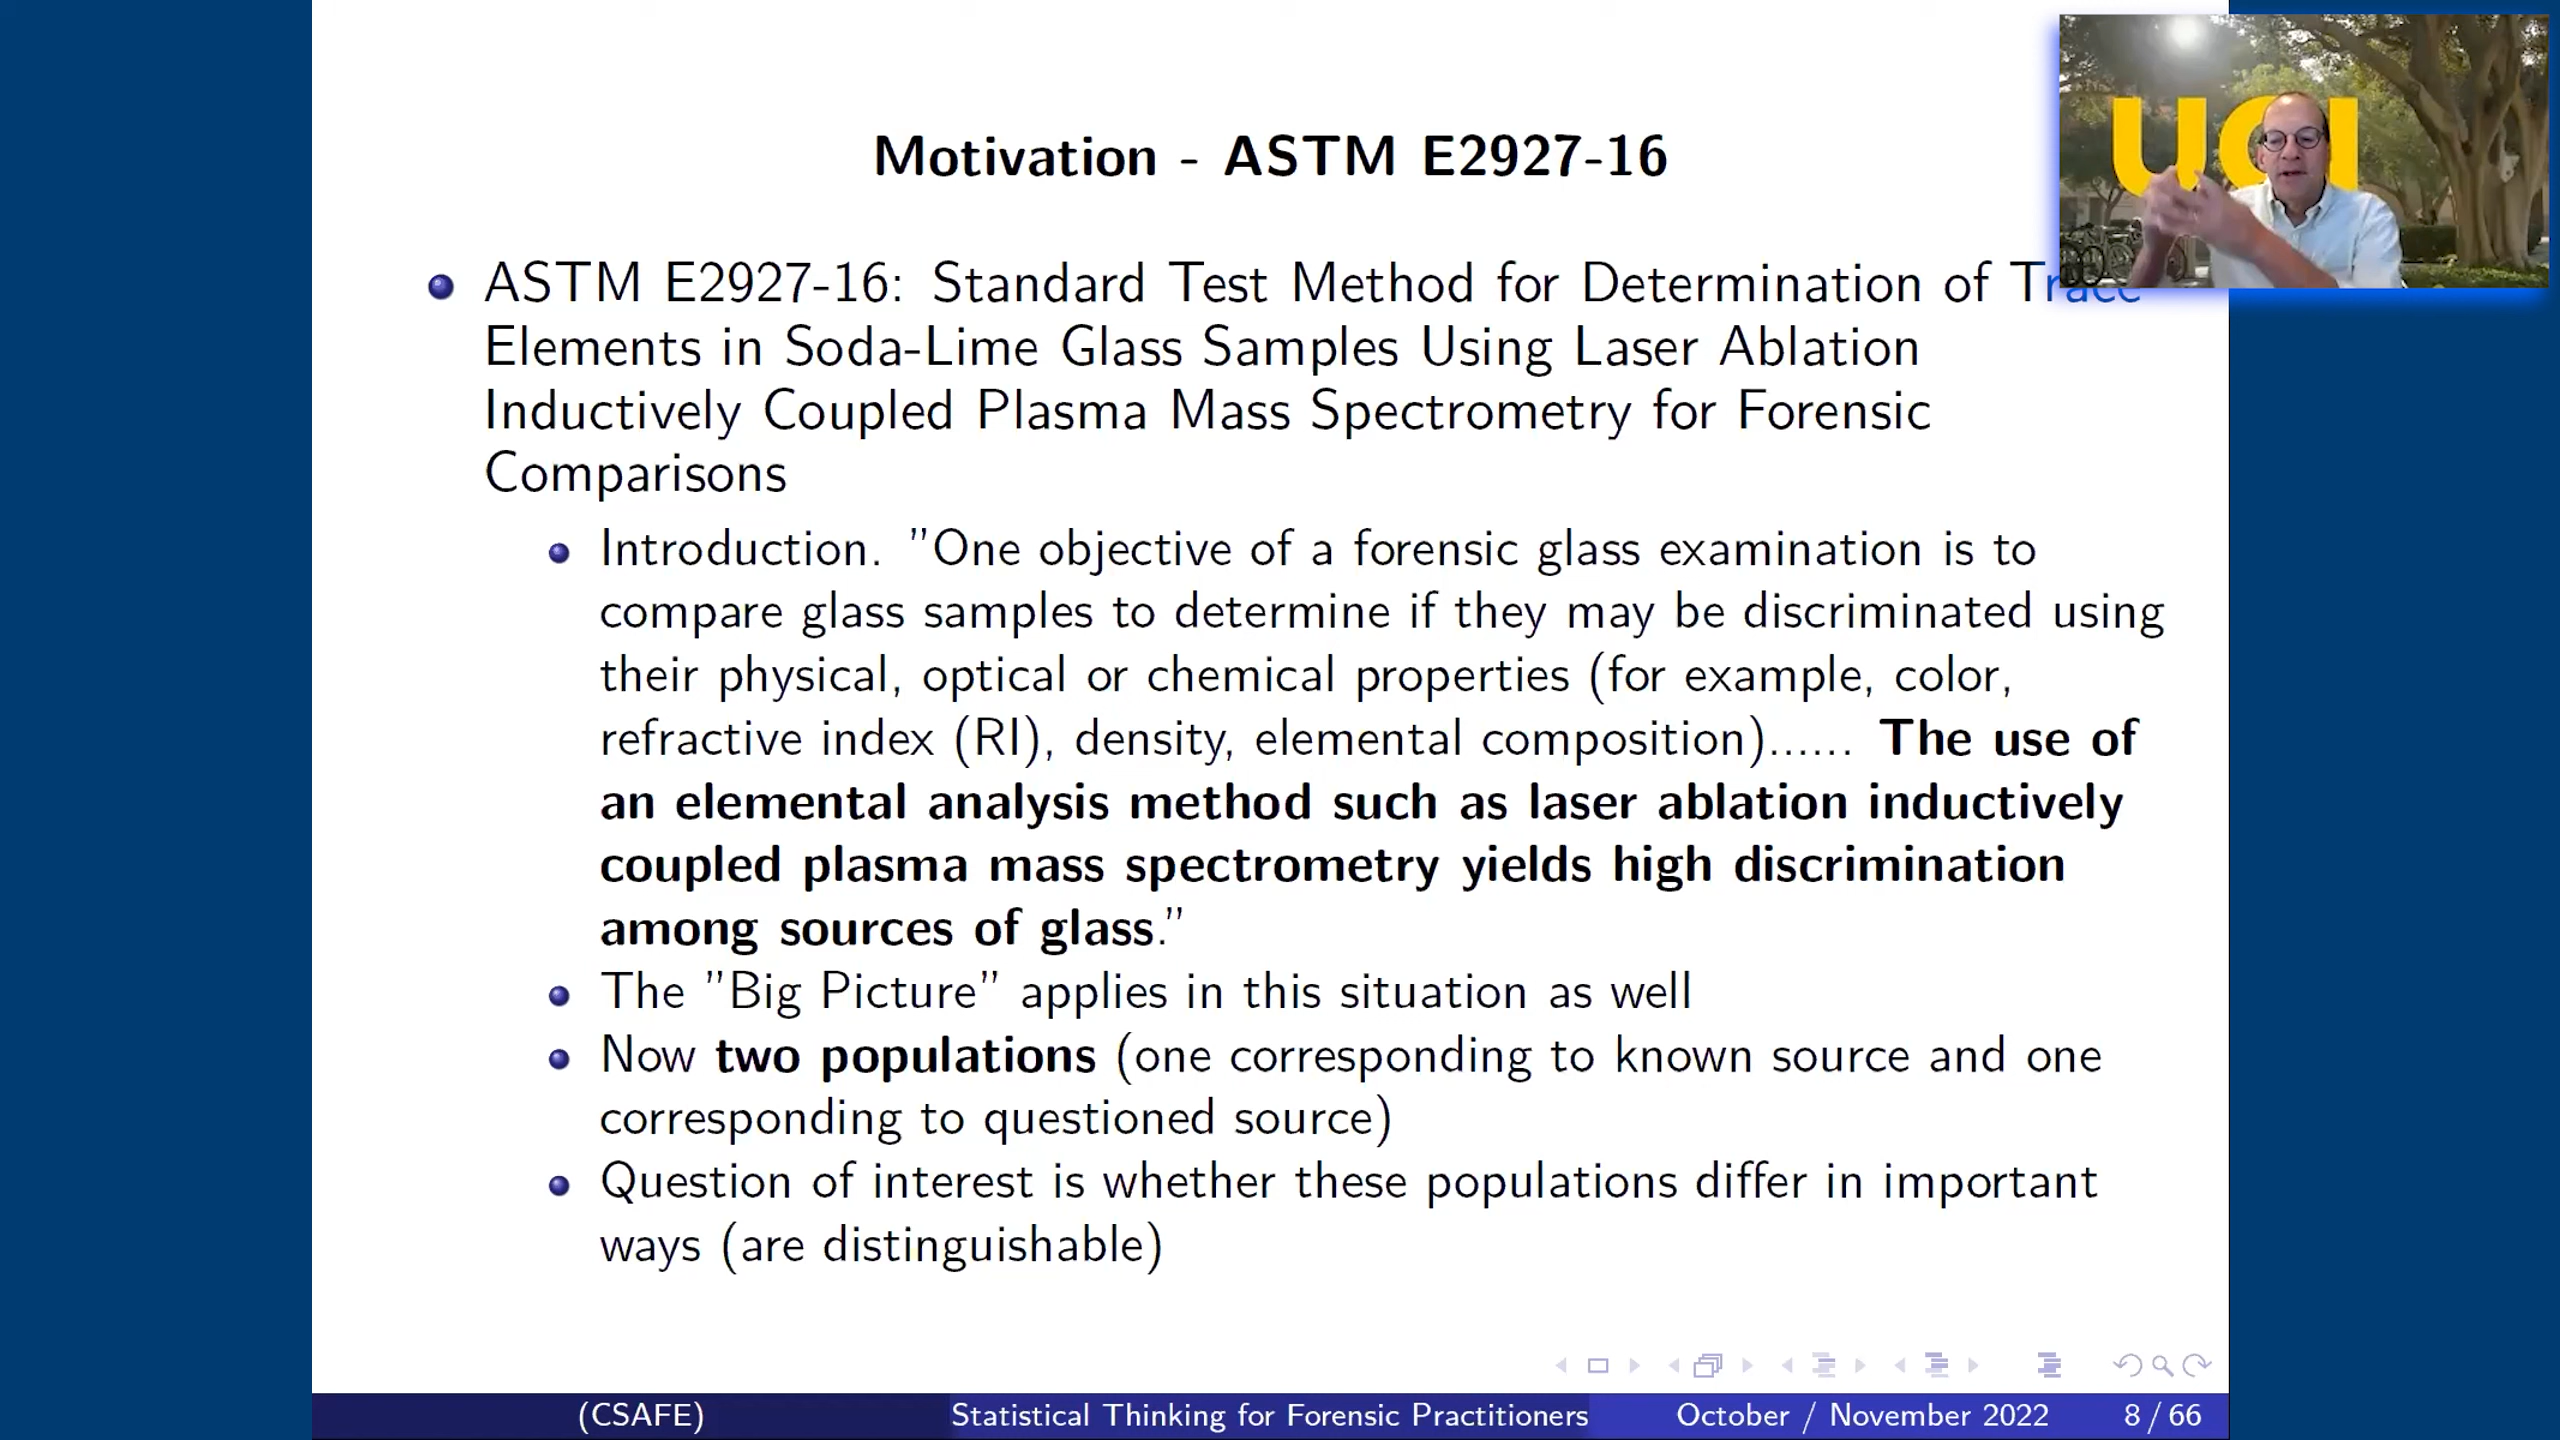 Motivation - ASTM E2927-16
UCI
ASTM E2927-16: Standard Test Method for Determination of Trace
Elements in Soda-Lime Glass Samples Using Laser Ablation
Inductively Coupled Plasma Mass Spectrometry for Forensic
Comparisons
Introduction. ”One objective of a forensic glass examination is to
compare glass samples to determine if they may be discriminated using
their physical, optical or chemical properties (for example, color,
refractive index (RI), density, elemental composition)...... The use of
an elemental analysis method such as laser ablation inductively
coupled plasma mass spectrometry yields high discrimination
among sources of glass.”
The ”Big Picture” applies in this situation as well
Now two populations (one corresponding to known source and one
corresponding to questioned source)
Question of interest is whether these populations differ in important
ways (are distinguishable)
(CSAFE) Statistical Thinking for Forensic Practitioners October / November 2022 8 / 66